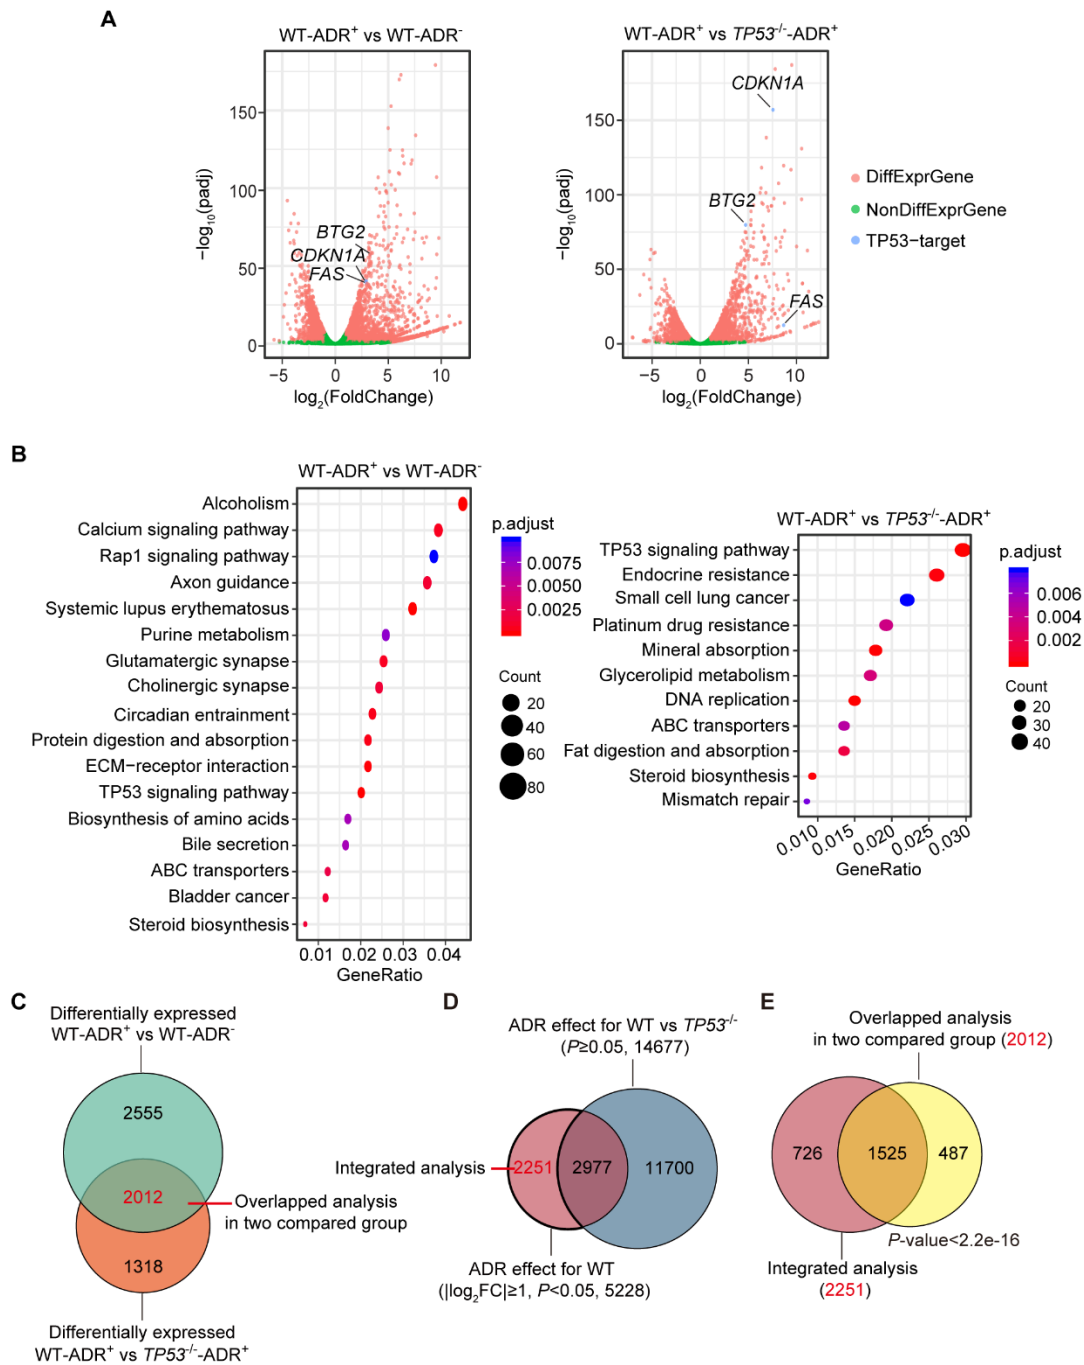 A
WT-ADR⁺ vs WT-ADR⁻
WT-ADR⁺ vs TP53⁻/⁻-ADR⁺
−log₁₀(padj)
150
100
50
0
BTG2
CDKN1A
FAS
−5
0
5
10
log₂(FoldChange)
−log₁₀(padj)
150
100
50
0
CDKN1A
BTG2
FAS
−5
0
5
10
log₂(FoldChange)
DiffExprGene
NonDiffExprGene
TP53−target
B
WT-ADR⁺ vs WT-ADR⁻
Alcoholism
Calcium signaling pathway
Rap1 signaling pathway
Axon guidance
Systemic lupus erythematosus
Purine metabolism
Glutamatergic synapse
Cholinergic synapse
Circadian entrainment
Protein digestion and absorption
ECM−receptor interaction
TP53 signaling pathway
Biosynthesis of amino acids
Bile secretion
ABC transporters
Bladder cancer
Steroid biosynthesis
0.01
0.02
0.03
0.04
GeneRatio
p.adjust
0.0075
0.0050
0.0025
Count
20
40
60
80
WT-ADR⁺ vs TP53⁻/⁻-ADR⁺
TP53 signaling pathway
Endocrine resistance
Small cell lung cancer
Platinum drug resistance
Mineral absorption
Glycerolipid metabolism
DNA replication
ABC transporters
Fat digestion and absorption
Steroid biosynthesis
Mismatch repair
0.010
0.015
0.020
0.025
0.030
GeneRatio
p.adjust
0.006
0.004
0.002
Count
20
30
40
C
Differentially expressed
WT-ADR⁺ vs WT-ADR⁻
2555
2012
1318
Overlapped analysis
in two compared group
Differentially expressed
WT-ADR⁺ vs TP53⁻/⁻-ADR⁺
D
ADR effect for WT vs TP53⁻/⁻
(P≥0.05, 14677)
Integrated analysis
2251
2977
11700
ADR effect for WT
(|log₂FC|≥1, P<0.05, 5228)
E
Overlapped analysis
in two compared group (2012)
726
1525
487
P-value<2.2e-16
Integrated analysis
(2251)